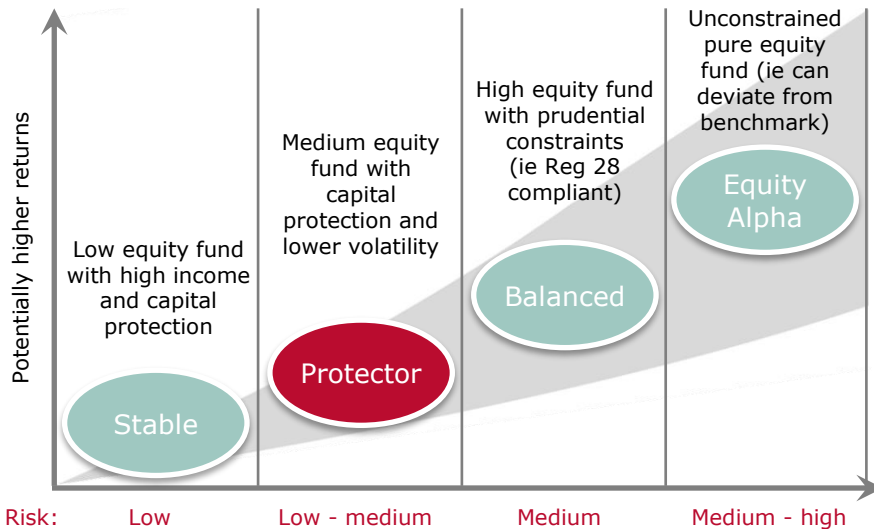 Potentially higher returns
Low equity fund
with high income
and capital
protection
Stable
Medium equity
fund with
capital
protection and
lower volatility
Protector
High equity fund
with prudential
constraints
(ie Reg 28
compliant)
Balanced
Unconstrained
pure equity
fund (ie can
deviate from
benchmark)
Equity
Alpha
Risk: Low Low - medium Medium Medium - high